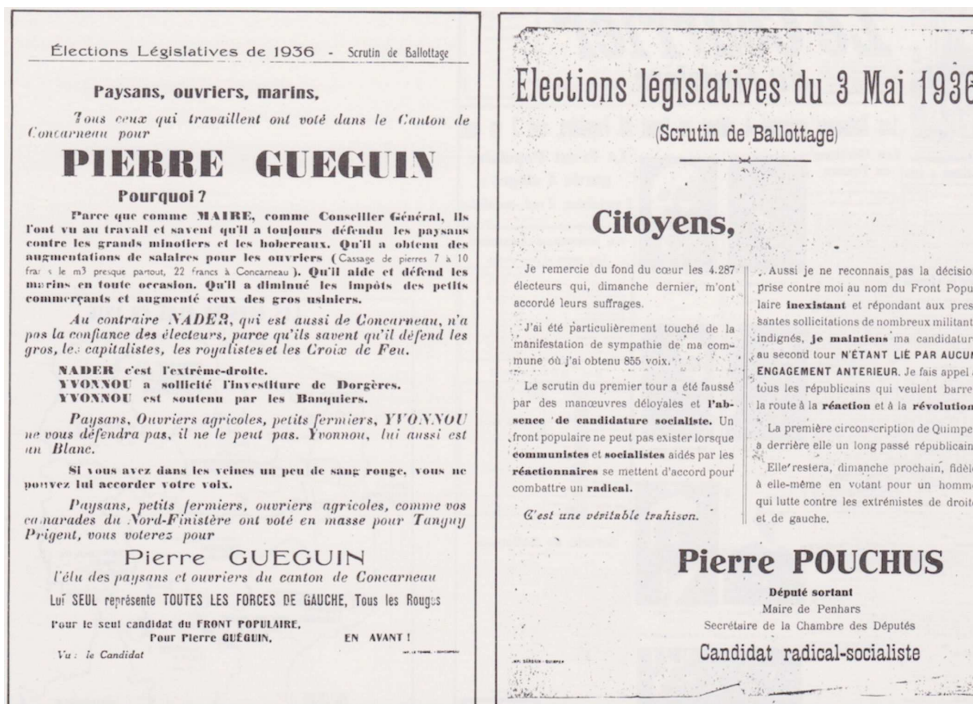 Élections Législatives de 1936 - Scrutin de Ballottage
Paysans, ouvriers, marins,
Tous ceux qui travaillent ont voté dans le Canton de
Concarneau pour
PIERRE GUEGUIN
Pourquoi ?
Parce que comme MAIRE, comme Conseiller Général, ils
l'ont vu au travail et savent qu'il a toujours défendu les paysans
contre les grands minotiers et les hobereaux. Qu'il a obtenu des
augmentations de salaires pour les ouvriers (Cassage de pierres 7 à 10
le m3 presque partout, 22 francs à Concarneau). Qu'il aide et défend les
marins en toute occasion. Qu'il a diminué les impôts des petits
commerçants et augmenté ceux des gros usiniers.
Au contraire NADER, qui est aussi de Concarneau, n'a
pas la confiance des électeurs, parce qu'ils savent qu'il défend les
gros, les capitalistes, les royalistes et les Croix de Feu.
NADER c'est l'extrême-droite.
YVONNOU a sollicité l'investiture de Dorgères.
YVONNOU est soutenu par les Banquiers.
Paysans, Ouvriers agricoles, petits fermiers, YVONNOU
ne vous défendra pas, il ne le peut pas. Yvonnou, lui aussi est
un Blanc.
Si vous avez dans les veines un peu de sang rouge, vous ne
pouvez lui accorder votre voix.
Paysans, petits fermiers, ouvriers agricoles, comme vos
camarades du Nord-Finistère ont voté en masse pour Tanguy
Prigent, vous voterez pour
Pierre GUEGUIN
l'élu des paysans et ouvriers du canton de Concarneau
Lui SEUL représente TOUTES LES FORCES DE GAUCHE, Tous les Rouges
Pour le seul candidat du FRONT POPULAIRE,
Pour Pierre GUÉGUIN, EN AVANT !
Vu : le Candidat
Elections législatives du 3 Mai 1936
(Scrutin de Ballottage)
Citoyens,
Je remercie du fond du cœur les 4.287
électeurs qui, dimanche dernier, m'ont
accordé leurs suffrages.
J'ai été particulièrement touché de la
manifestation de sympathie de ma com-
mune où j'ai obtenu 855 voix.
Le scrutin du premier tour a été faussé
par des manœuvres déloyales et l'ab-
sence de candidature socialiste. Un
front populaire ne peut pas exister lorsque
communistes et socialistes aidés par les
réactionnaires se mettent d'accord pour
combattre un radical.
C'est une véritable trahison.
Aussi je ne reconnais pas la décision
prise contre moi au nom du Front Popu-
laire inexistant et répondant aux pres-
santes sollicitations de nombreux militants
indignés, je maintiens ma candidature
au second tour N'ÉTANT LIÉ PAR AUCUN
ENGAGEMENT ANTERIEUR. Je fais appel à
tous les républicains qui veulent barrer
la route à la réaction et à la révolution.
La première circonscription de Quimper
a derrière elle un long passé républicain.
Elle restera, dimanche prochain, fidèle
à elle-même en votant pour un homme
qui lutte contre les extrémistes de droite
et de gauche.
Pierre POUCHUS
Député sortant
Maire de Penhars
Secrétaire de la Chambre des Députés
Candidat radical-socialiste